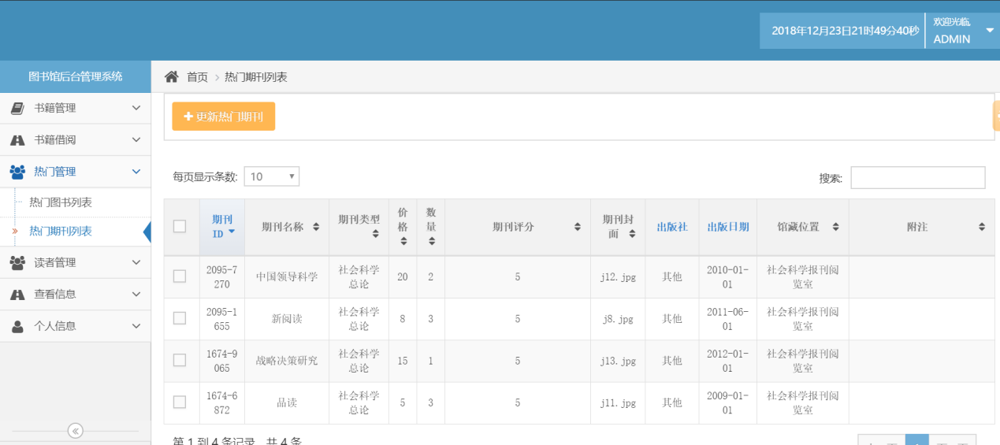 2018年12月23日21时49分40秒
欢迎光临,
ADMIN
图书馆后台管理系统
首页 > 热门期刊列表
书籍管理
书籍借阅
热门管理
热门图书列表
热门期刊列表
读者管理
查看信息
个人信息
更新热门期刊
每页显示条数: 10
搜索:
期刊ID 期刊名称 期刊类型 价格 数量 期刊评分 期刊封面 出版社 出版日期 馆藏位置 附注
2095-7270 中国领导科学 社会科学总论 20 2 5 j12.jpg 其他 2010-01-01 社会科学报刊阅览室
2095-1655 新阅读 社会科学总论 8 3 5 j8.jpg 其他 2011-06-01 社会科学报刊阅览室
1674-9065 战略决策研究 社会科学总论 15 1 5 j13.jpg 其他 2012-01-01 社会科学报刊阅览室
1674-6872 品读 社会科学总论 5 3 5 j11.jpg 其他 2009-01-01 社会科学报刊阅览室
第 1 到 4 条记录，共 4 条